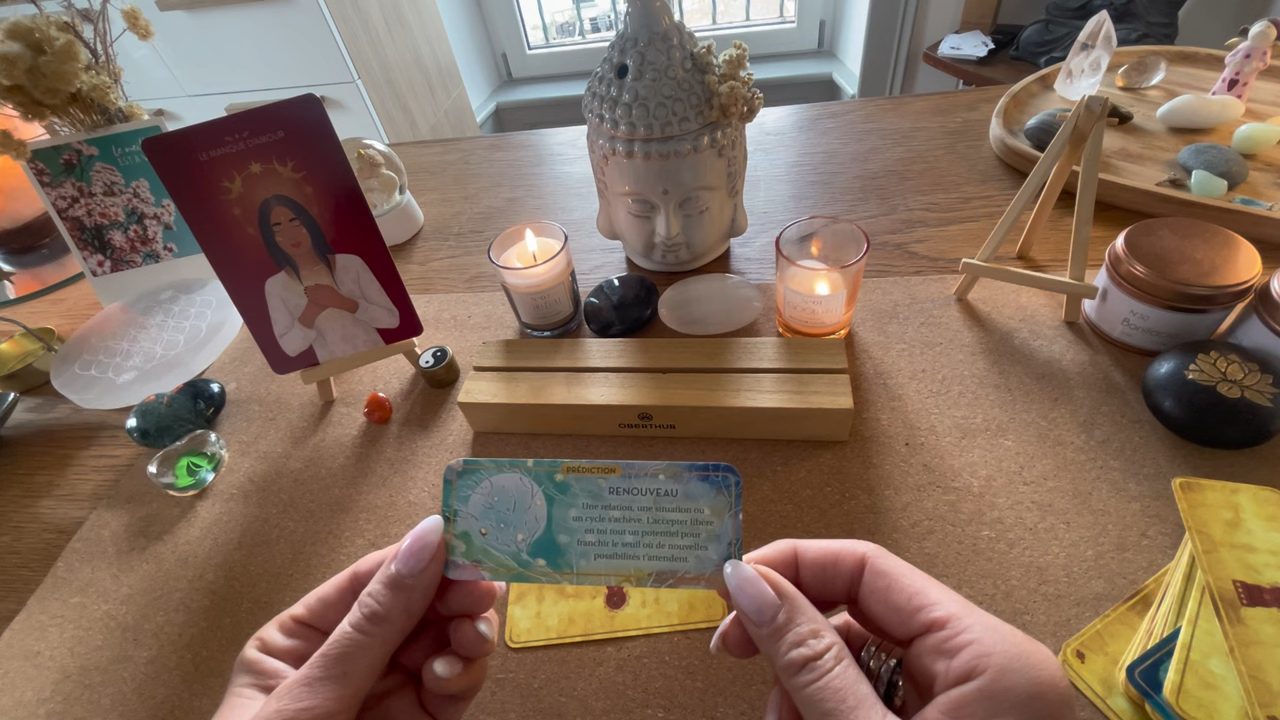 LE MANQUE D'AMOUR
OBERTHUR
PRÉDICTION
RENOUVEAU
Une relation, une situation ou
un cycle s'achève. L'accepter libère
en toi tout un potentiel pour
franchir le seuil où de nouvelles
possibilités t'attendent.